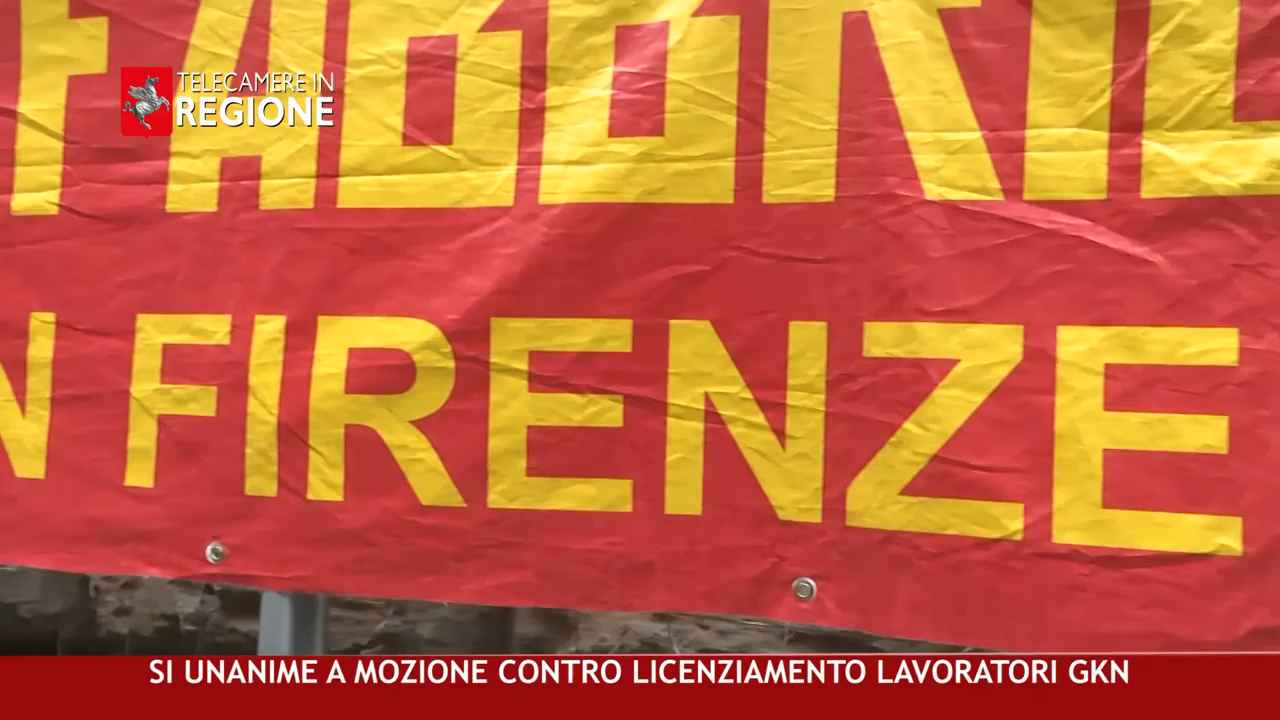 TELECAMERE IN
REGIONE
FIRENZE
SI UNANIME A MOZIONE CONTRO LICENZIAMENTO LAVORATORI GKN